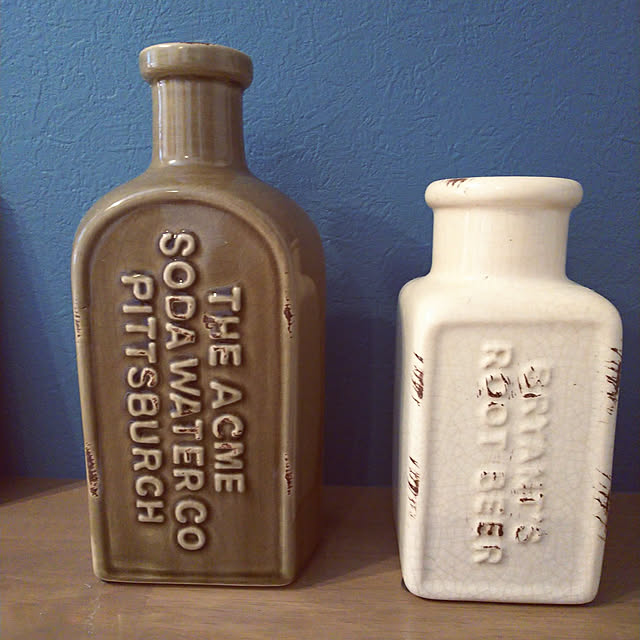 THE ACME
SODA WATER CO
PITTSBURGH
BRYANT'S
ROOT BEER